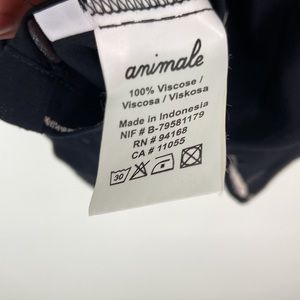 animale
100% Viscose /
Viscosa / Viskosa
Made in Indonesia
NIF # B-79581179
RN # 94168
CA # 11055
30